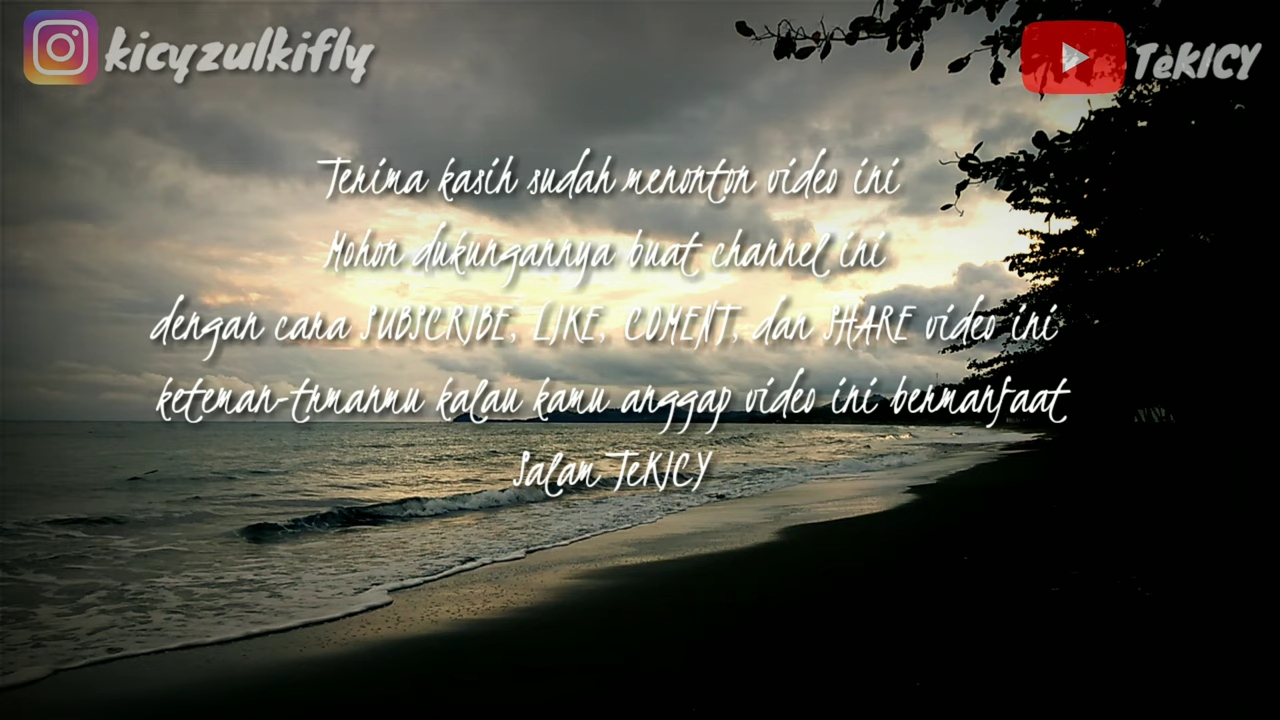 kicyzulkifly
TeKICY
Terima kasih sudah menonton video ini
Mohon dukungannya buat channel ini
dengan cara SUBSCRIBE, LIKE, COMENT, dan SHARE video ini
keteman-trmanmu kalau kamu anggap video ini bermanfaat
Salam TeKICY